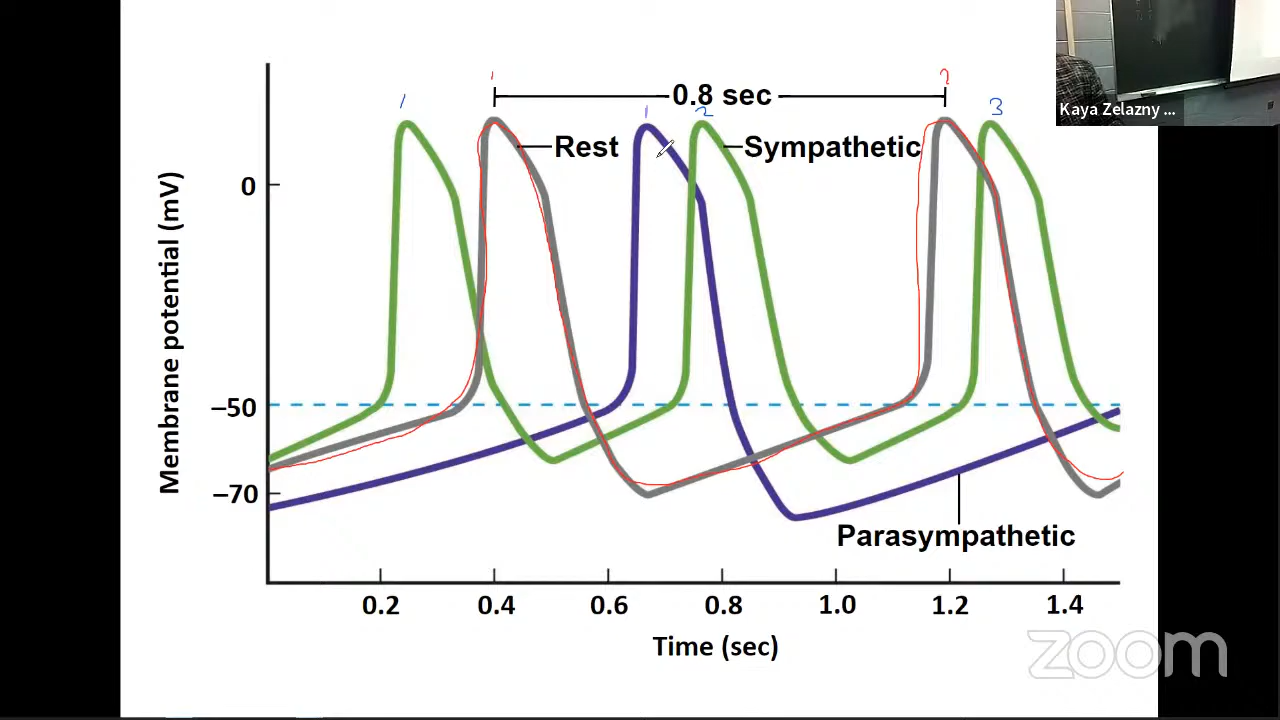 1
1
2
0.8 sec
1
2
3
Kaya Zelazny ...
Rest
Sympathetic
0
Membrane potential (mV)
–50
–70
Parasympathetic
0.2 0.4 0.6 0.8 1.0 1.2 1.4
Time (sec)
zoom